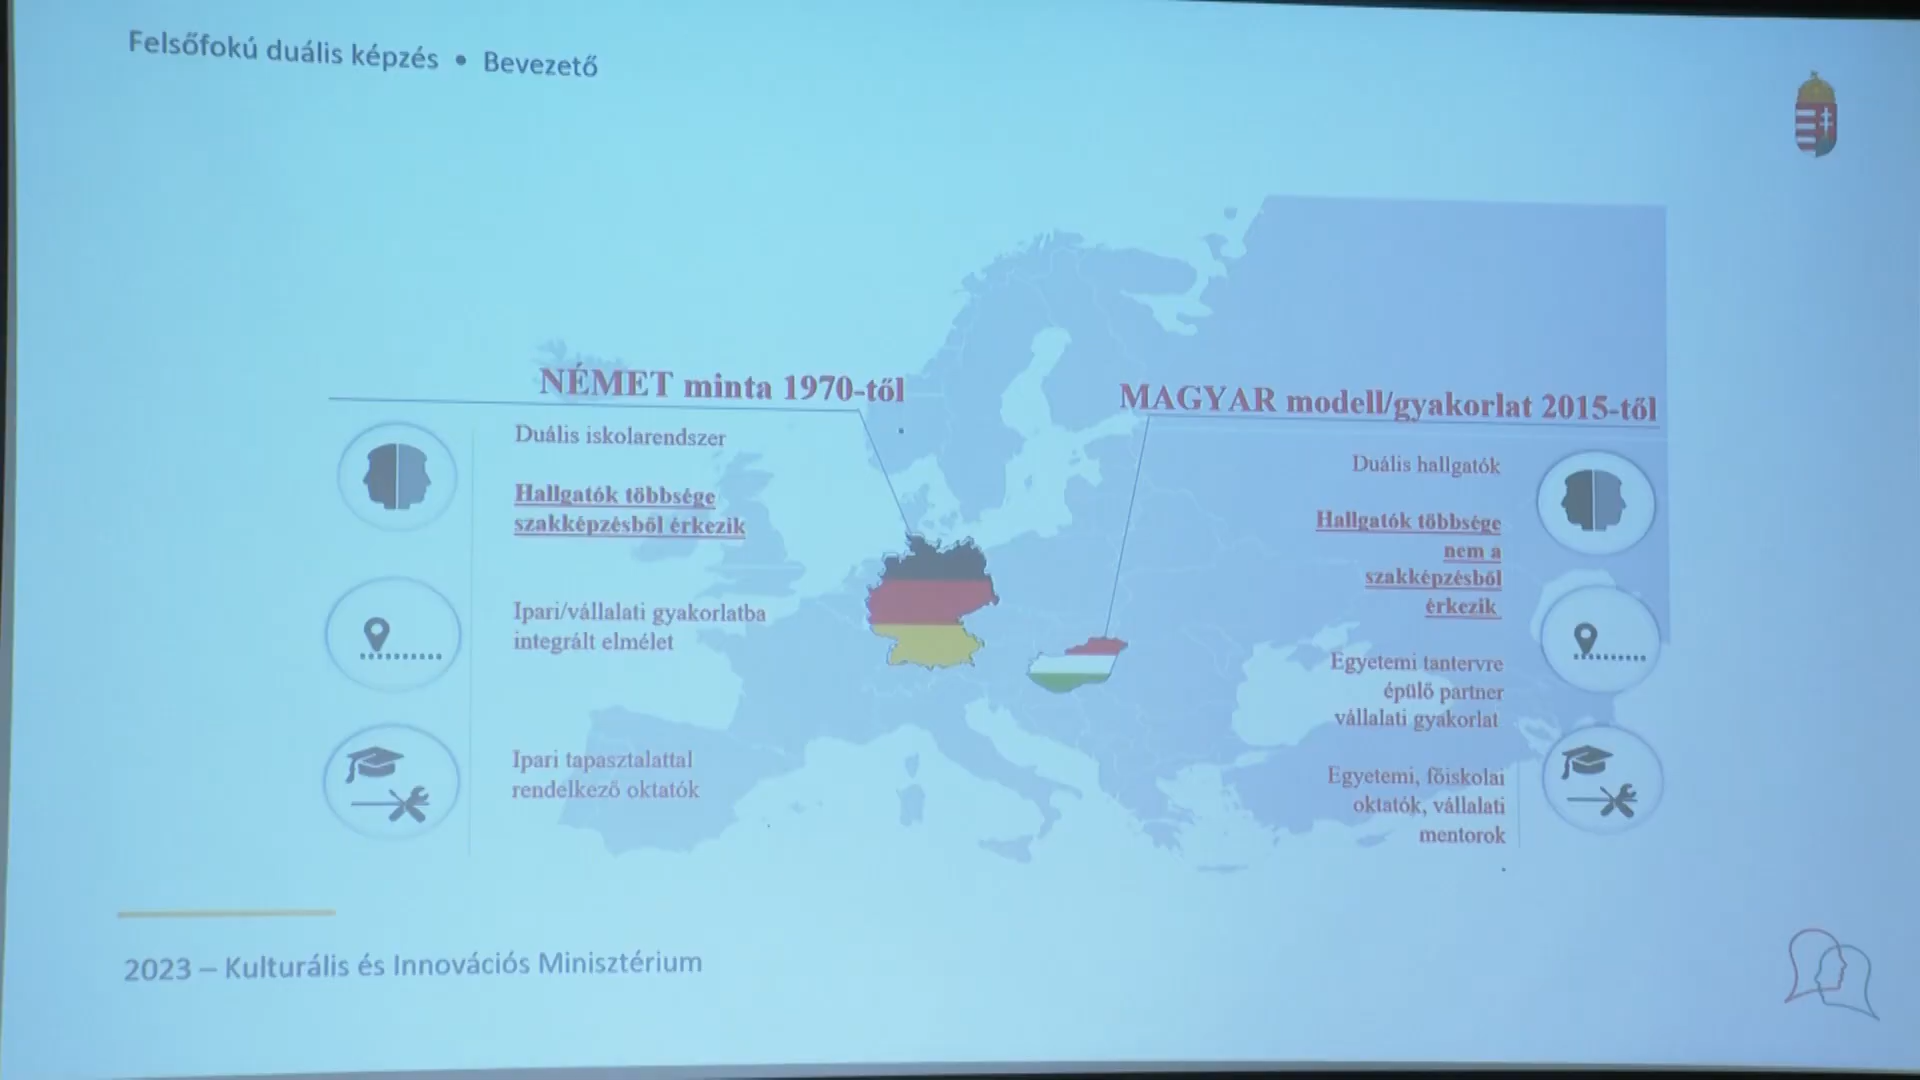 Felsőfokú duális képzés • Bevezető
NÉMET minta 1970-től
Duális iskolarendszer
Hallgatók többsége
szakképzésből érkezik
Ipari/vállalati gyakorlatba
integrált elmélet
Ipari tapasztalattal
rendelkező oktatók
MAGYAR modell/gyakorlat 2015-től
Duális hallgatók
Hallgatók többsége
nem a
szakképzésből
érkezik
Egyetemi tantervre
épülő partner
vállalati gyakorlat
Egyetemi, főiskolai
oktatók, vállalati
mentorok
2023 – Kulturális és Innovációs Minisztérium